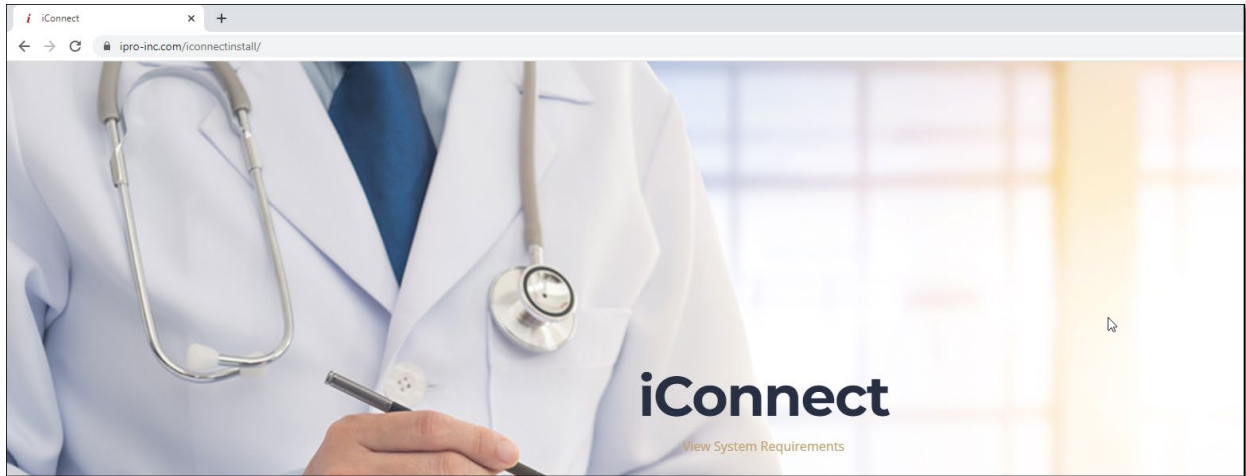 i iConnect
ipro-inc.com/iconnectinstall/
iConnect
View System Requirements